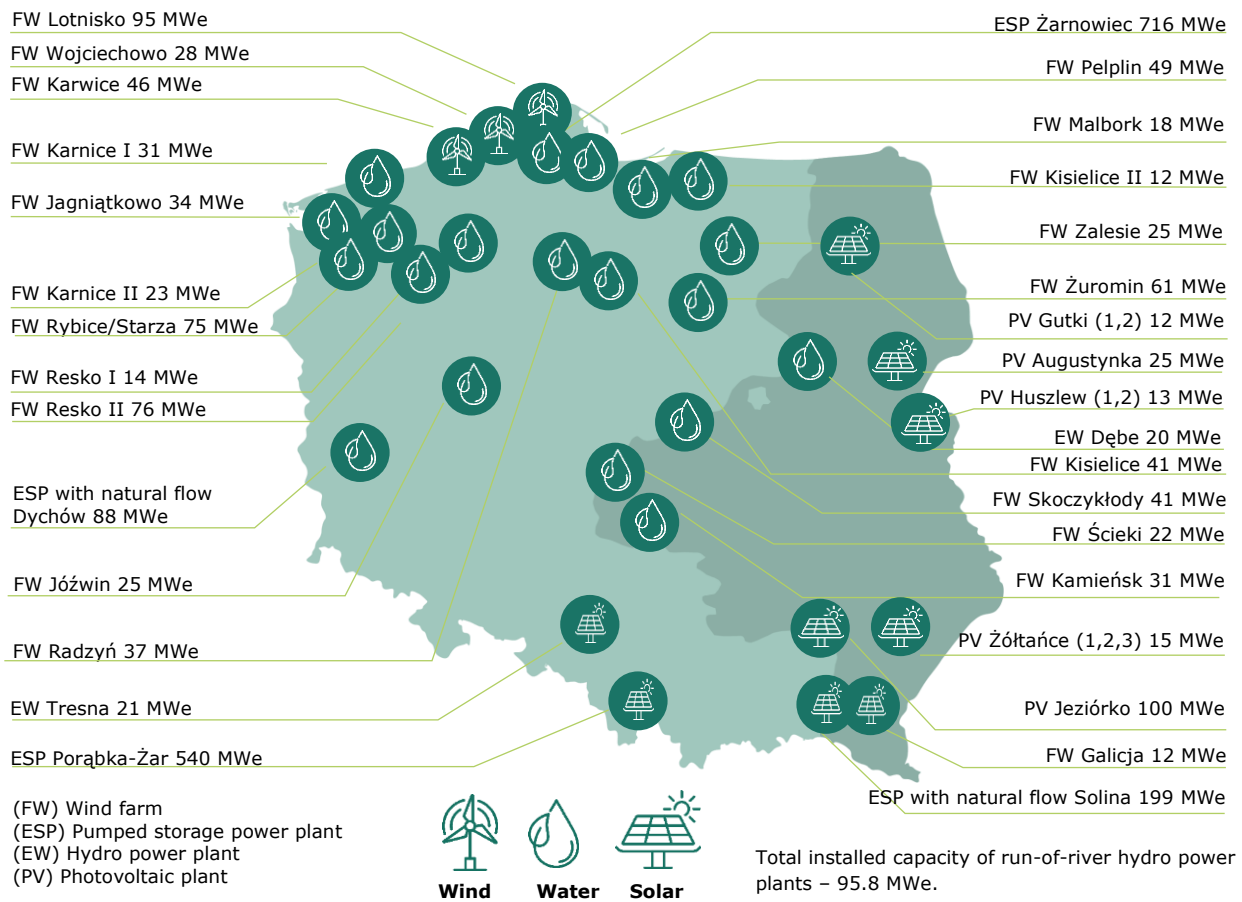 FW Lotnisko 95 MWe
FW Wojciechowo 28 MWe
FW Karwice 46 MWe
FW Karnice I 31 MWe
FW Jagniątkowo 34 MWe
FW Karnice II 23 MWe
FW Rybice/Starza 75 MWe
FW Resko I 14 MWe
FW Resko II 76 MWe
ESP with natural flow
Dychów 88 MWe
FW Jóźwin 25 MWe
FW Radzyń 37 MWe
EW Tresna 21 MWe
ESP Porąbka-Żar 540 MWe
ESP Żarnowiec 716 MWe
FW Pelplin 49 MWe
FW Malbork 18 MWe
FW Kisielice II 12 MWe
FW Zalesie 25 MWe
FW Żuromin 61 MWe
PV Gutki (1,2) 12 MWe
PV Augustynka 25 MWe
PV Huszlew (1,2) 13 MWe
EW Dębe 20 MWe
FW Kisielice 41 MWe
FW Skoczykłody 41 MWe
FW Ścieki 22 MWe
FW Kamieńsk 31 MWe
PV Żółtańce (1,2,3) 15 MWe
PV Jeziórko 100 MWe
FW Galicja 12 MWe
ESP with natural flow Solina 199 MWe
(FW) Wind farm
(ESP) Pumped storage power plant
(EW) Hydro power plant
(PV) Photovoltaic plant
Wind
Water
Solar
Total installed capacity of run-of-river hydro power
plants – 95.8 MWe.